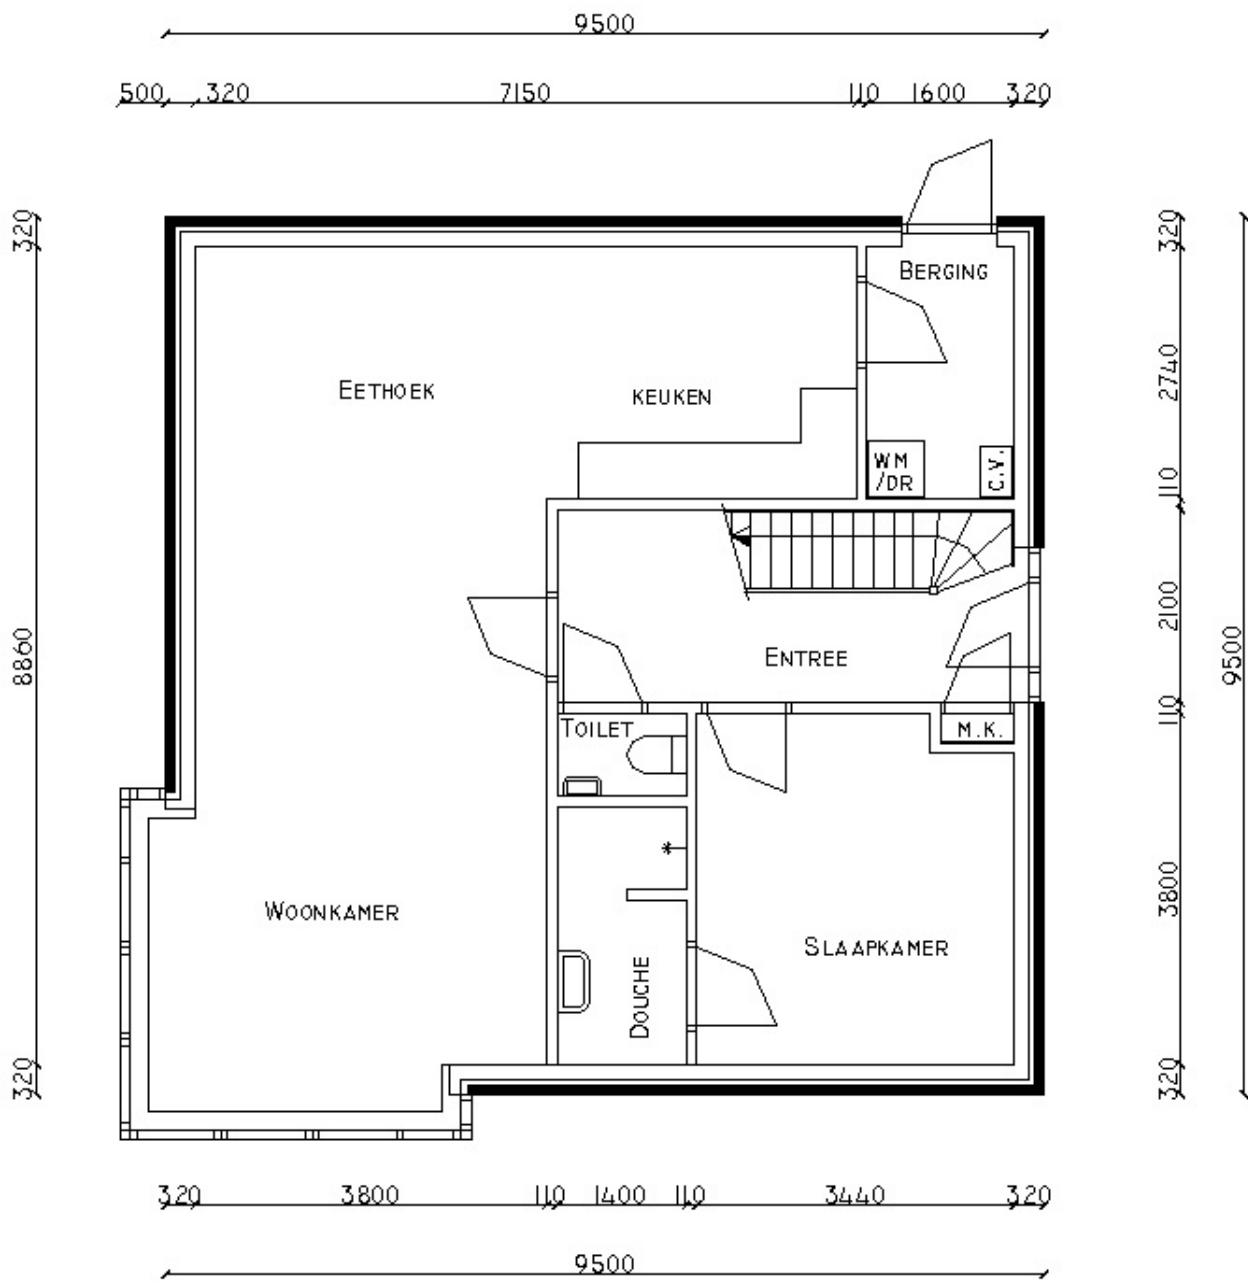 9500
500 320 7150 110 1600 320
320
320
BERGING
EETHOEK
KEUKEN
2740
WM
/DR
C.V.
110
2100
ENTREE
8860
9500
110
TOILET
M.K.
3800
WOONKAMER
SLAAPKAMER
DOUCHE
320
320
320 3800 110 1400 110 3440 320
9500